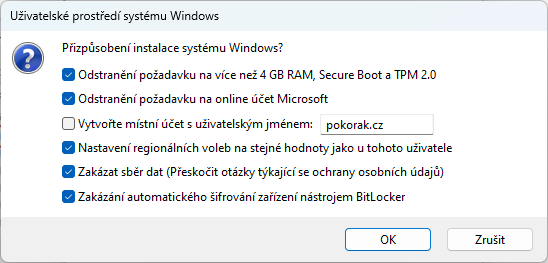 Uživatelské prostředí systému Windows
Přizpůsobení instalace systému Windows?
Odstranění požadavku na více než 4 GB RAM, Secure Boot a TPM 2.0
Odstranění požadavku na online účet Microsoft
Vytvořte místní účet s uživatelským jménem: pokorak.cz
Nastavení regionálních voleb na stejné hodnoty jako u tohoto uživatele
Zakázat sběr dat (Přeskočit otázky týkající se ochrany osobních údajů)
Zakázání automatického šifrování zařízení nástrojem BitLocker
OK Zrušit